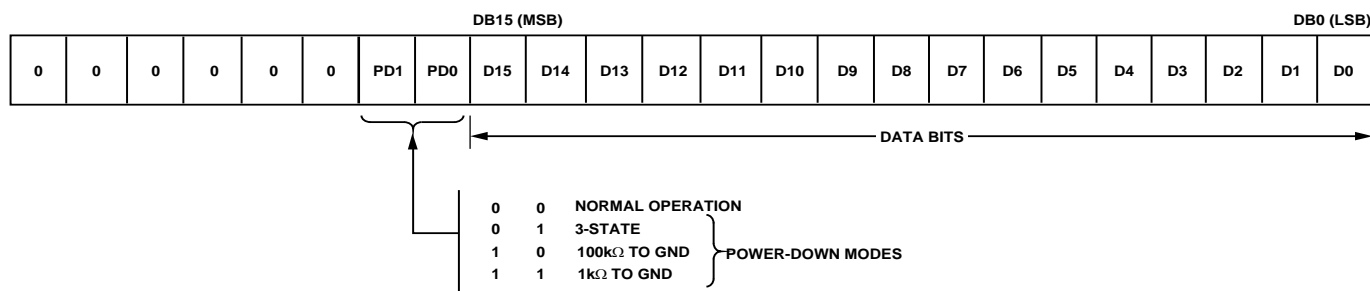 DB15 (MSB) DB0 (LSB)
0 0 0 0 0 0 PD1 PD0 D15 D14 D13 D12 D11 D10 D9 D8 D7 D6 D5 D4 D3 D2 D1 D0
DATA BITS
0 0 NORMAL OPERATION
0 1 3-STATE
1 0 100kΩ TO GND
POWER-DOWN MODES
1 1 1kΩ TO GND